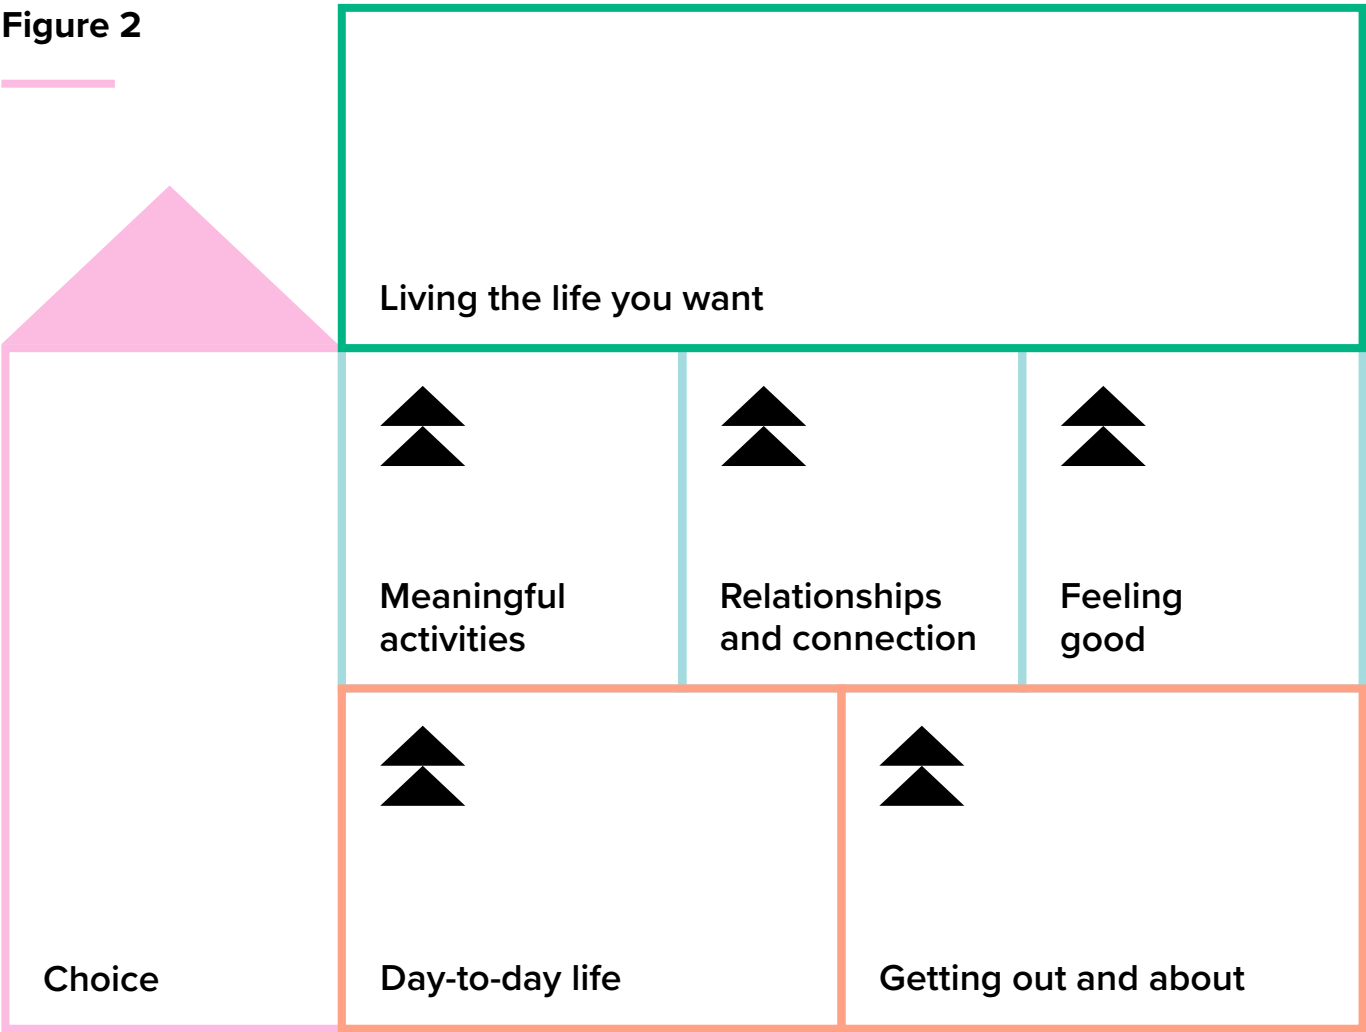 Figure 2
Living the life you want
Meaningful
activities
Relationships
and connection
Feeling
good
Choice
Day-to-day life
Getting out and about